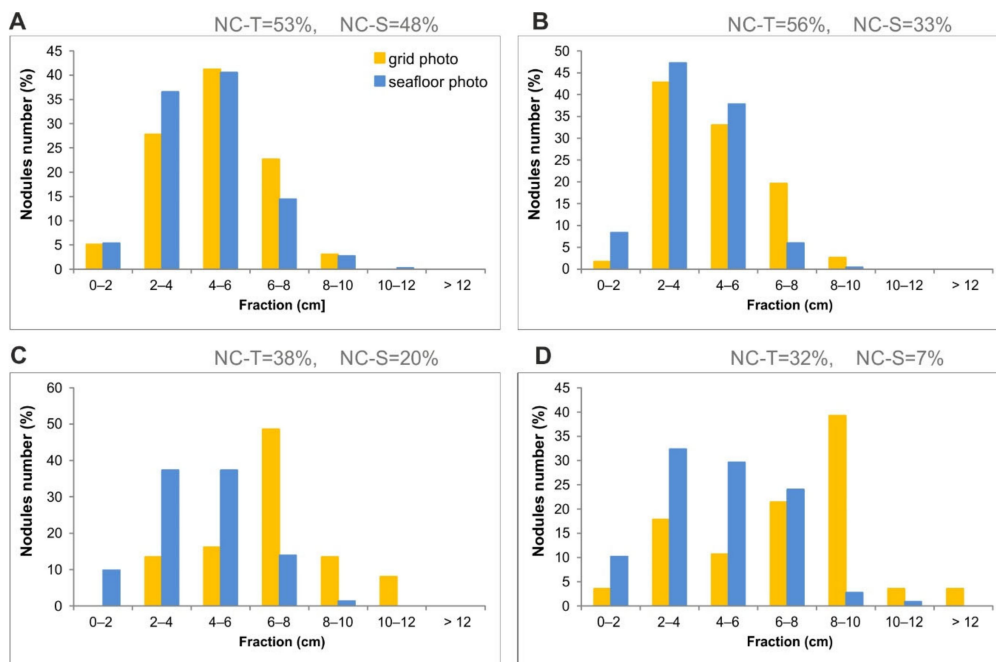 A NC-T=53%, NC-S=48%
45
40
35
30
25
20
15
10
5
0
Nodules number (%)
grid photo
seafloor photo
0–2 2–4 4–6 6–8 8–10 10–12 > 12
Fraction (cm]
B NC-T=56%, NC-S=33%
50
45
40
35
30
25
20
15
10
5
0
Nodules number (%)
0–2 2–4 4–6 6–8 8–10 10–12 > 12
Fraction (cm)
C NC-T=38%, NC-S=20%
60
50
40
30
20
10
0
Nodules number (%)
0–2 2–4 4–6 6–8 8–10 10–12 > 12
Fraction (cm)
D NC-T=32%, NC-S=7%
45
40
35
30
25
20
15
10
5
0
Nodules number (%)
0–2 2–4 4–6 6–8 8–10 10–12 > 12
Fraction (cm)